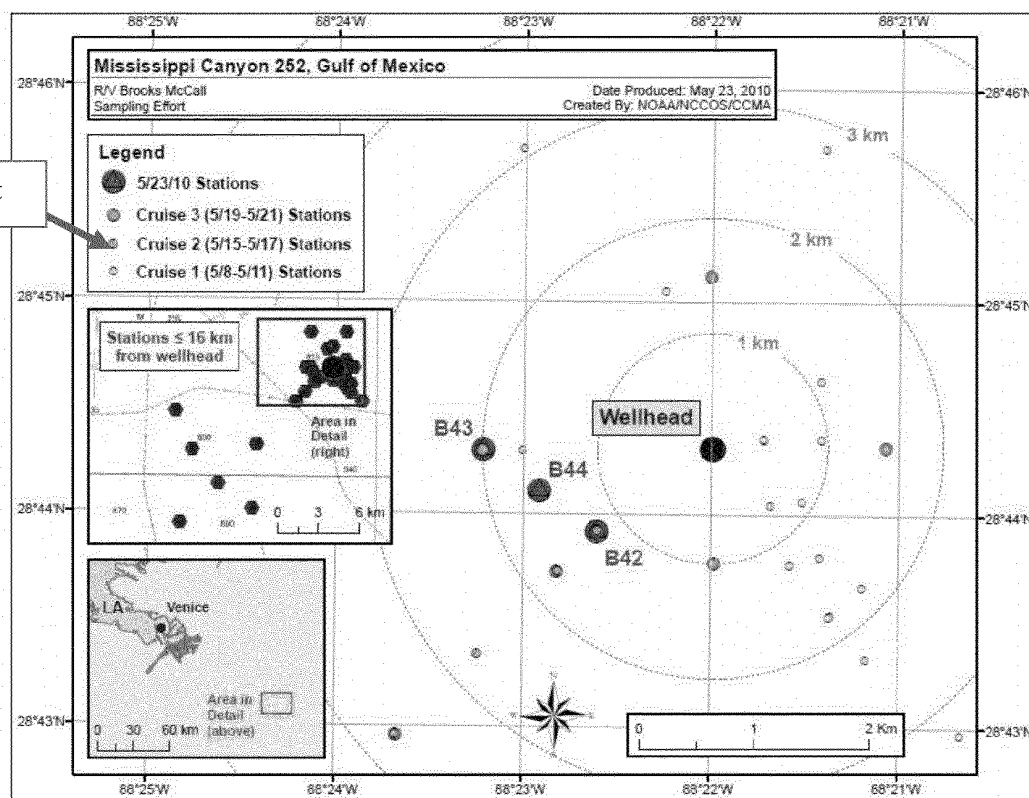 88°25'W 88°24'W 88°23'W 88°22'W 88°21'W
Mississippi Canyon 252, Gulf of Mexico
R/V Brooks McCall
Sampling Effort
Date Produced: May 23, 2010
Created By: NOAA/NCCOS/CCMA
28°46'N 28°46'N
3 km
Legend
5/23/10 Stations
Cruise 3 (5/19-5/21) Stations
Cruise 2 (5/15-5/17) Stations
Cruise 1 (5/8-5/11) Stations
t
2 km
28°45'N 28°45'N
Stations ≤ 16 km
from wellhead
1 km
Area in
Detail
(right)
0 3 6 km
Wellhead
B43
B44
B42
28°44'N 28°44'N
LA Venice
Area in
Detail
(above)
0 30 60 km
28°43'N 28°43'N
0 1 2 Km
88°25'W 88°24'W 88°23'W 88°22'W 88°21'W